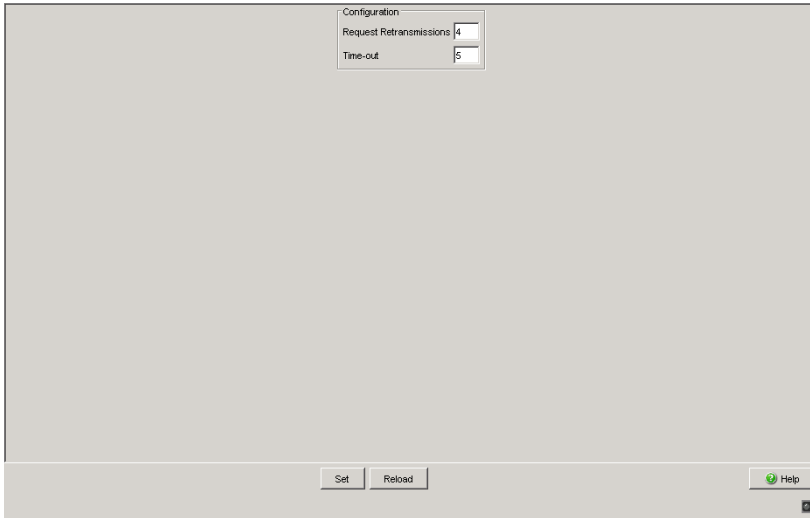 Configuration
Request Retransmissions 4
Time-out 5
Set Reload Help